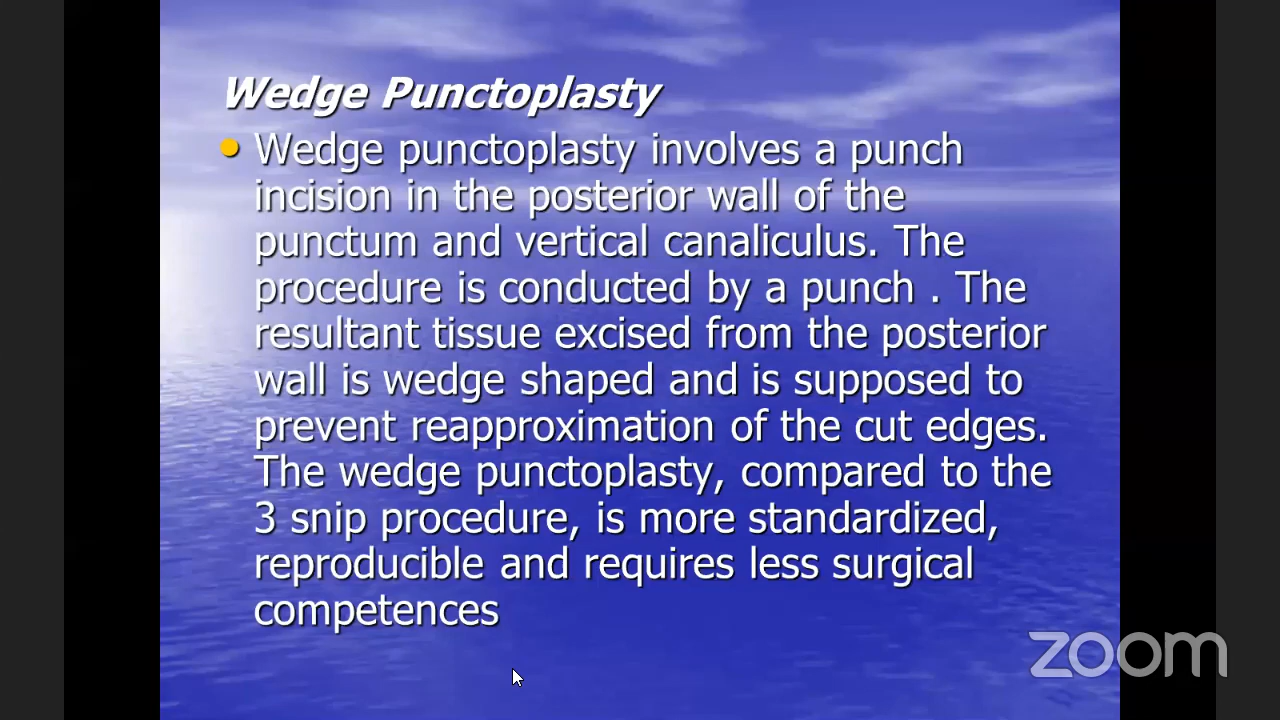 Wedge Punctoplasty
• Wedge punctoplasty involves a punch
incision in the posterior wall of the
punctum and vertical canaliculus. The
procedure is conducted by a punch . The
resultant tissue excised from the posterior
wall is wedge shaped and is supposed to
prevent reapproximation of the cut edges.
The wedge punctoplasty, compared to the
3 snip procedure, is more standardized,
reproducible and requires less surgical
competences
zoom